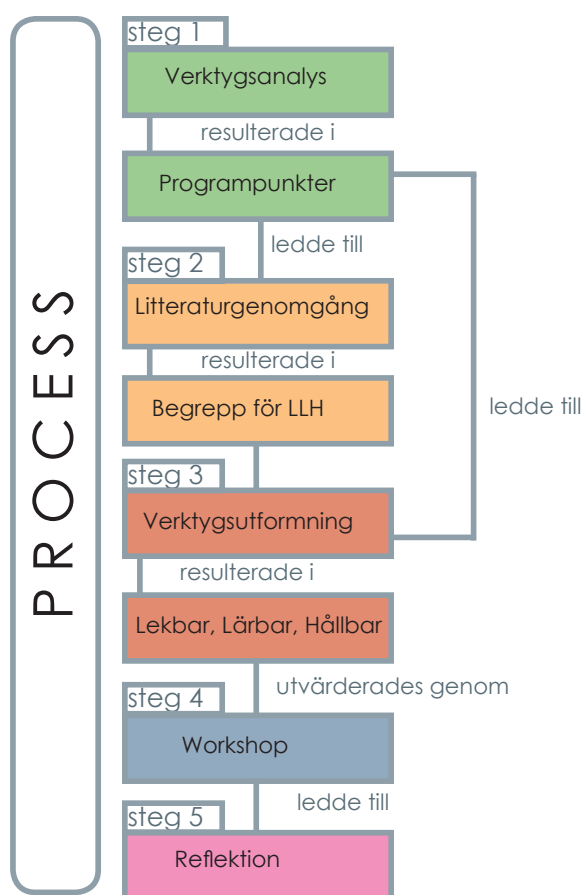 PROCESS
steg 1
Verktygsanalys
resulterade i
Programpunkter
ledde till
steg 2
Litteraturgenomgång
resulterade i
Begrepp för LLH
ledde till
steg 3
Verktygsutformning
resulterade i
Lekbar, Lärbar, Hållbar
utvärderades genom
steg 4
Workshop
ledde till
steg 5
Reflektion